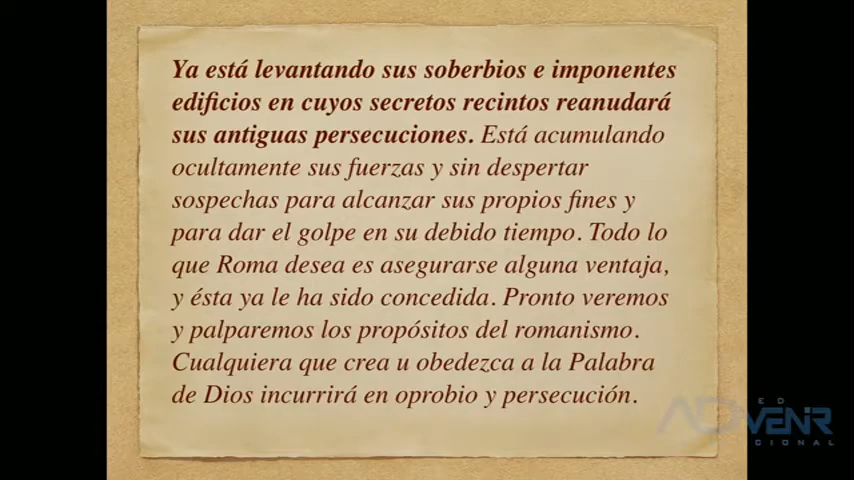 Ya está levantando sus soberbios e imponentes
edificios en cuyos secretos recintos reanudará
sus antiguas persecuciones. Está acumulando
ocultamente sus fuerzas y sin despertar
sospechas para alcanzar sus propios fines y
para dar el golpe en su debido tiempo. Todo lo
que Roma desea es asegurarse alguna ventaja,
y ésta ya le ha sido concedida. Pronto veremos
y palparemos los propósitos del romanismo.
Cualquiera que crea u obedezca a la Palabra
de Dios incurrirá en oprobio y persecución.
ED
ADVENIR
CIONAL